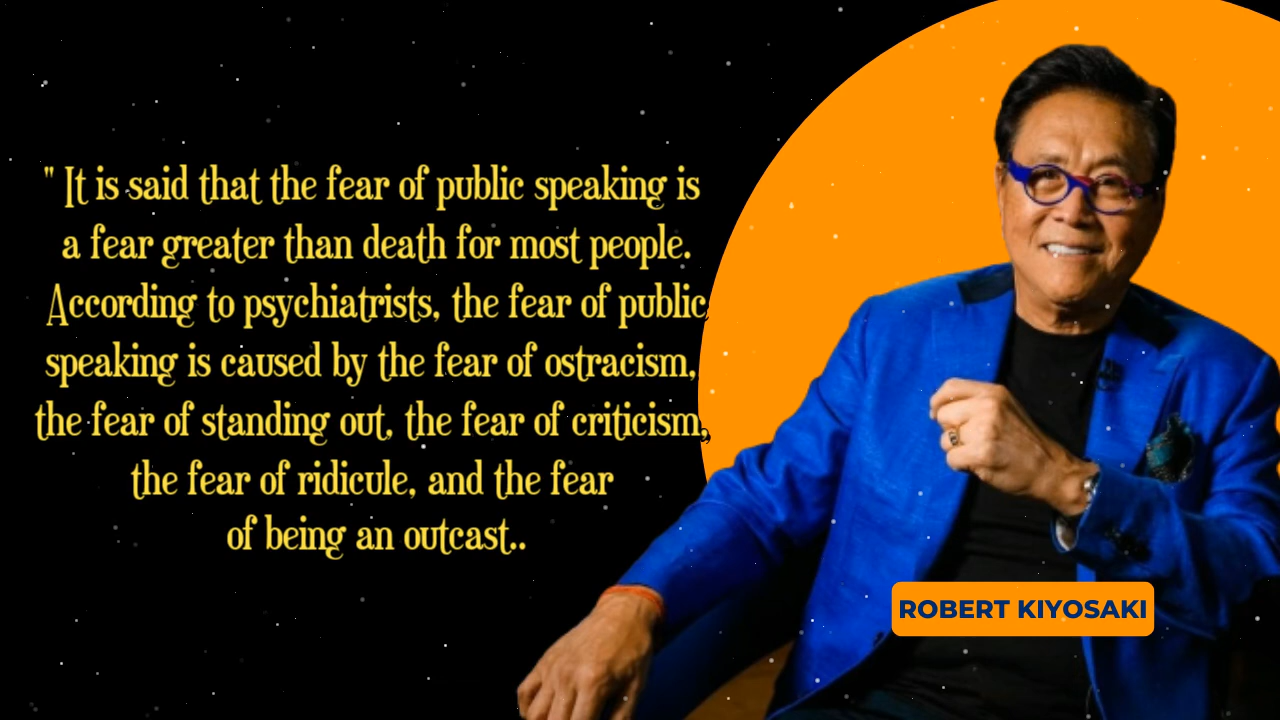 " It is said that the fear of public speaking is
a fear greater than death for most people.
According to psychiatrists, the fear of public
speaking is caused by the fear of ostracism,
the fear of standing out, the fear of criticism,
the fear of ridicule, and the fear
of being an outcast..
ROBERT KIYOSAKI